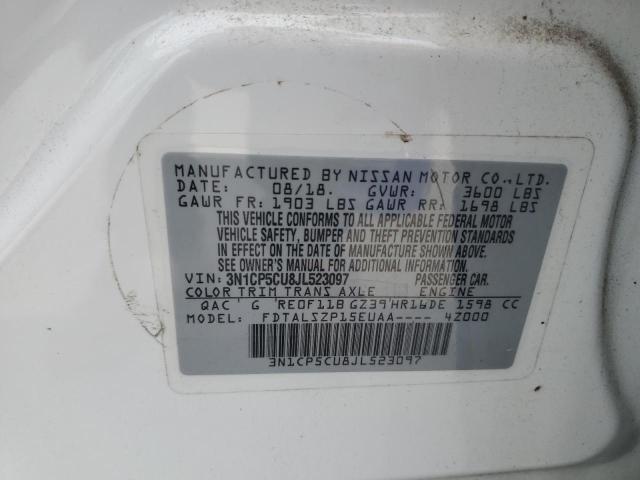 MANUFACTURED BY NISSAN MOTOR CO.,LTD.
DATE: 08/18. GVWR: 3600 LBS
GAWR FR: 1903 LBS GAWR RR: 1698 LBS
THIS VEHICLE CONFORMS TO ALL APPLICABLE FEDERAL MOTOR
VEHICLE SAFETY, BUMPER AND THEFT PREVENTION STANDARDS
IN EFFECT ON THE DATE OF MANUFACTURE SHOWN ABOVE.
SEE OWNER'S MANUAL FOR ADDITIONAL INFORMATION.
VIN: 3N1CP5CU8JL523097 PASSENGER CAR.
COLOR TRIM TRANS AXLE ENGINE
QAC G RE0F11B GZ39 HR16DE 1598 CC
MODEL: FDTALSZP15EUAA---- 4Z000
3N1CP5CU8JL523097